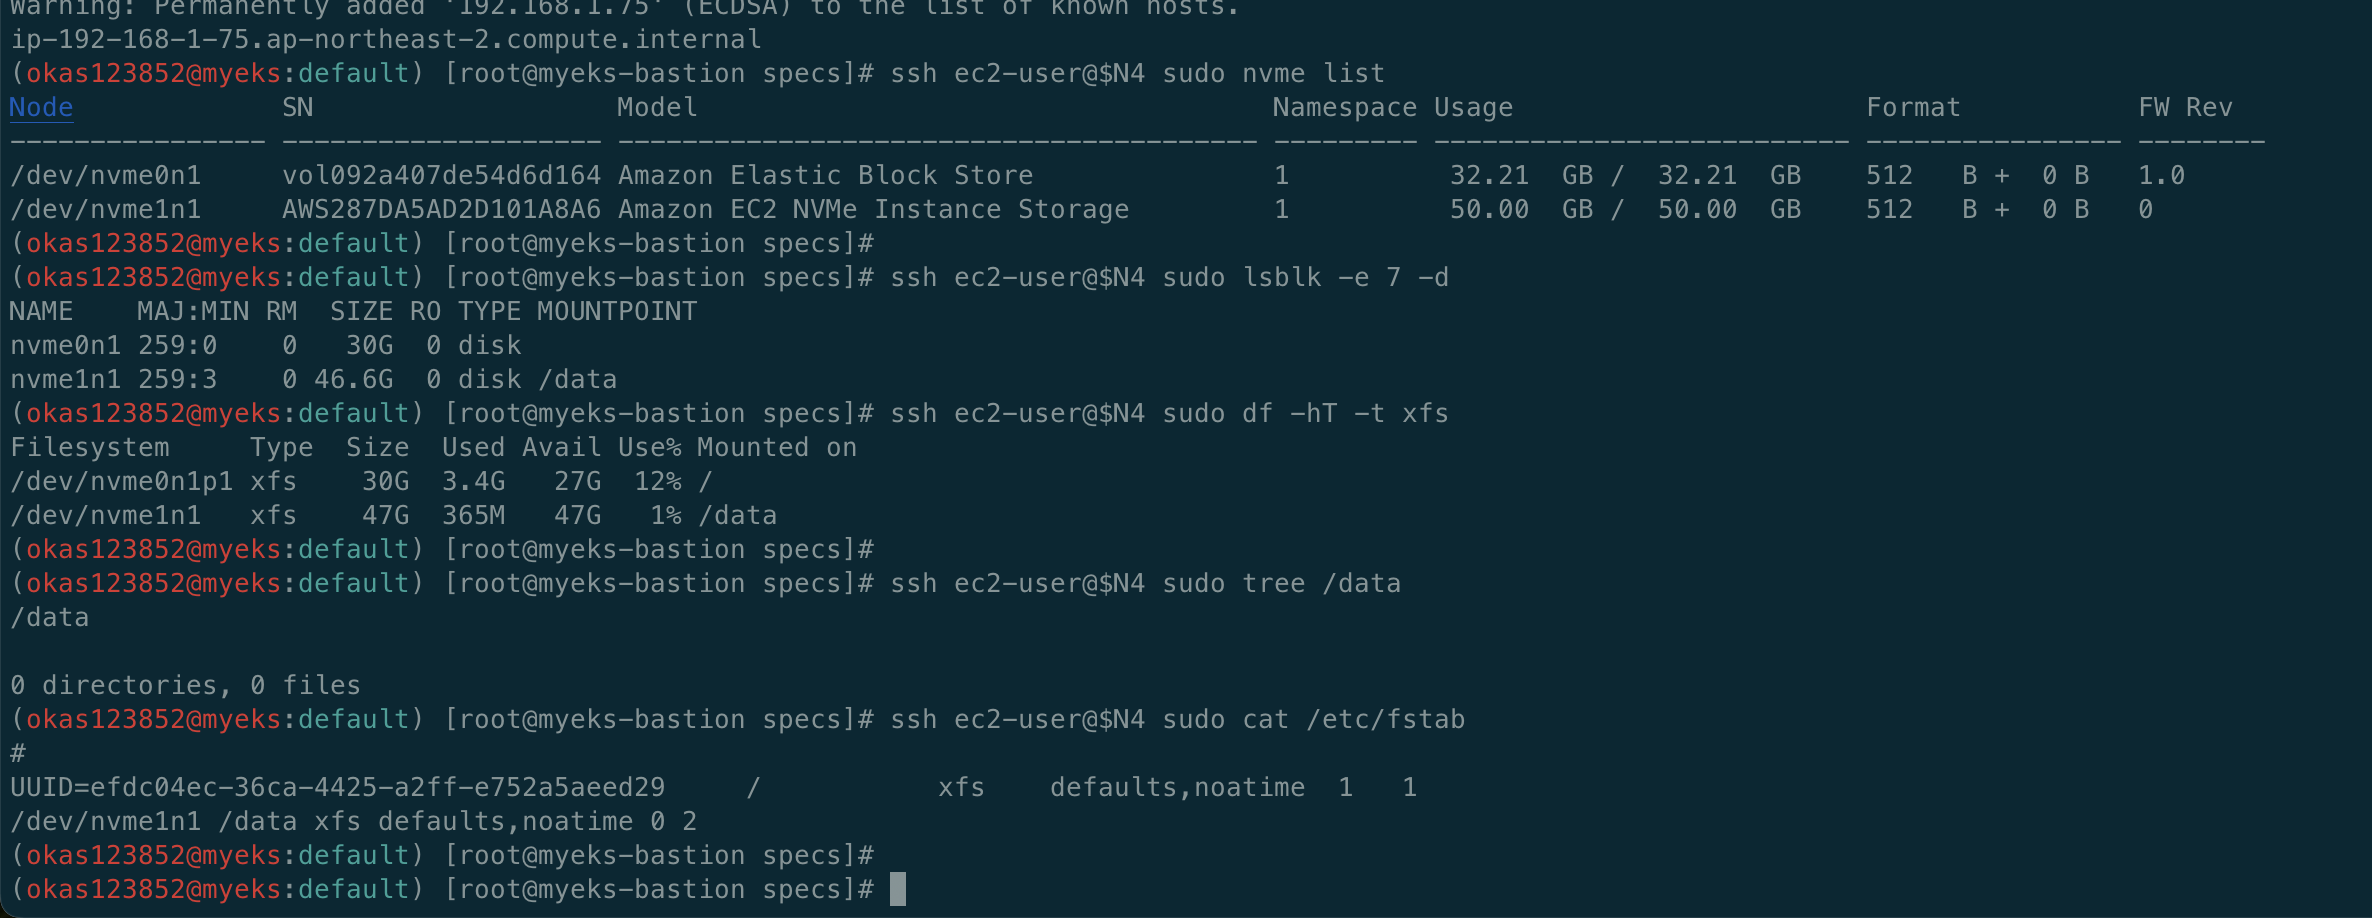 Warning: Permanently added '192.168.1.75' (ECDSA) to the list of known hosts.
ip-192-168-1-75.ap-northeast-2.compute.internal
(okas123852@myeks:default) [root@myeks-bastion specs]# ssh ec2-user@$N4 sudo nvme list
Node             SN                   Model                                    Namespace Usage                      Format           FW Rev
---------------- -------------------- ---------------------------------------- --------- -------------------------- ---------------- --------
/dev/nvme0n1     vol092a407de54d6d164 Amazon Elastic Block Store               1          32.21  GB /  32.21  GB    512   B +  0 B   1.0
/dev/nvme1n1     AWS287DA5AD2D101A8A6 Amazon EC2 NVMe Instance Storage         1          50.00  GB /  50.00  GB    512   B +  0 B   0
(okas123852@myeks:default) [root@myeks-bastion specs]#
(okas123852@myeks:default) [root@myeks-bastion specs]# ssh ec2-user@$N4 sudo lsblk -e 7 -d
NAME    MAJ:MIN RM  SIZE RO TYPE MOUNTPOINT
nvme0n1 259:0    0   30G  0 disk
nvme1n1 259:3    0 46.6G  0 disk /data
(okas123852@myeks:default) [root@myeks-bastion specs]# ssh ec2-user@$N4 sudo df -hT -t xfs
Filesystem     Type  Size  Used Avail Use% Mounted on
/dev/nvme0n1p1 xfs    30G  3.4G   27G  12% /
/dev/nvme1n1   xfs    47G  365M   47G   1% /data
(okas123852@myeks:default) [root@myeks-bastion specs]#
(okas123852@myeks:default) [root@myeks-bastion specs]# ssh ec2-user@$N4 sudo tree /data
/data
0 directories, 0 files
(okas123852@myeks:default) [root@myeks-bastion specs]# ssh ec2-user@$N4 sudo cat /etc/fstab
#
UUID=efdc04ec-36ca-4425-a2ff-e752a5aeed29     /           xfs    defaults,noatime  1   1
/dev/nvme1n1 /data xfs defaults,noatime 0 2
(okas123852@myeks:default) [root@myeks-bastion specs]#
(okas123852@myeks:default) [root@myeks-bastion specs]#